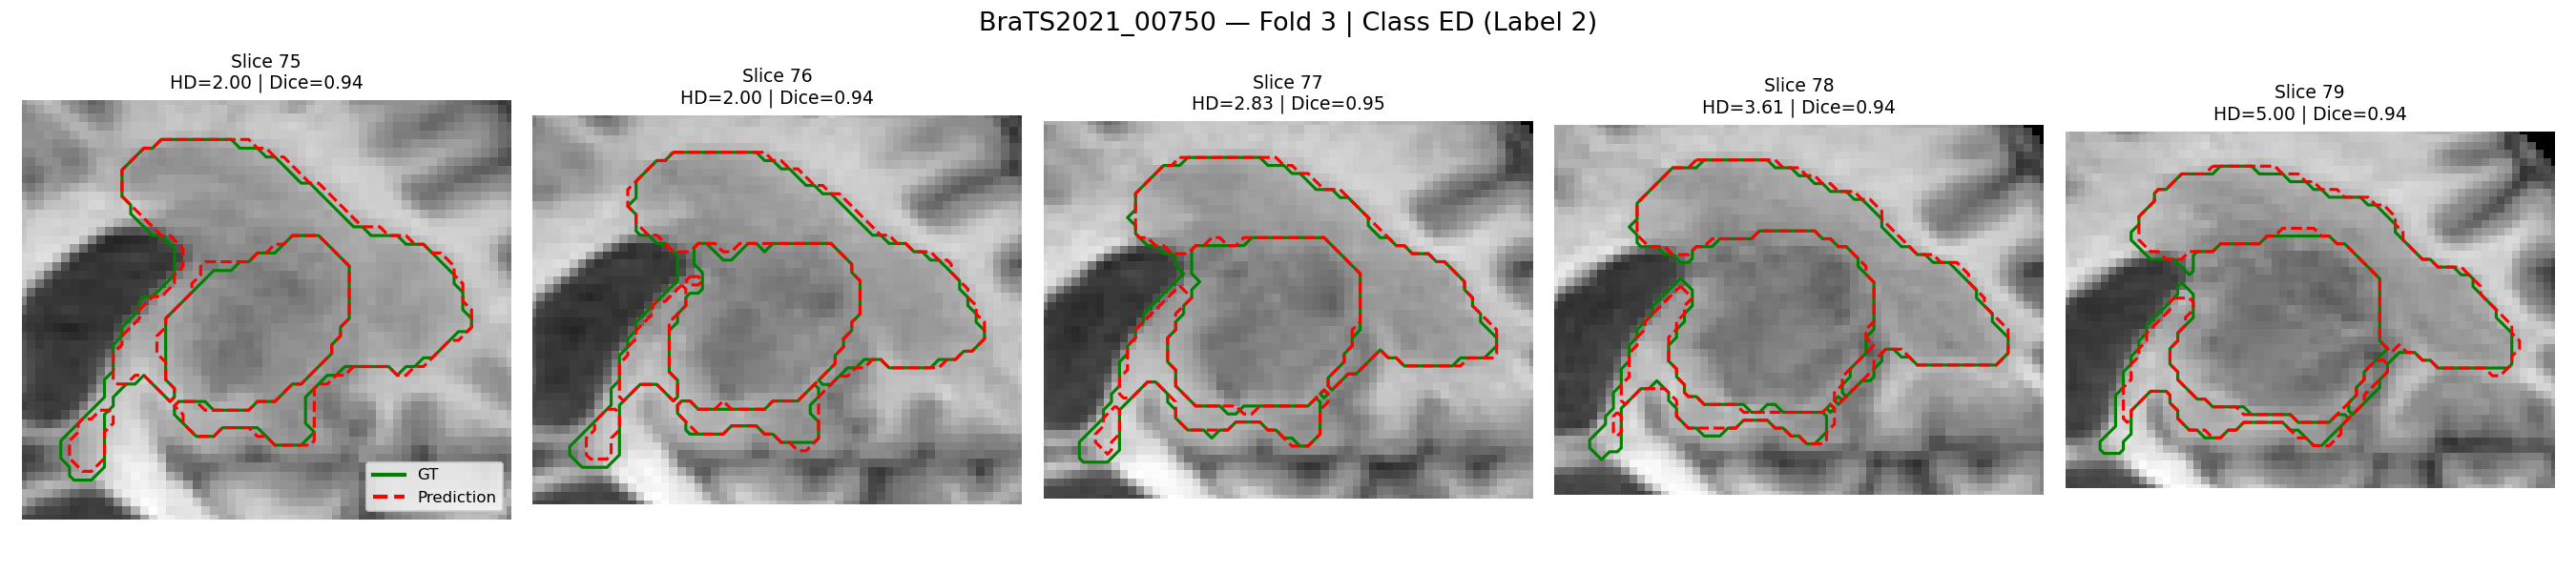 BraTS2021_00750 — Fold 3 | Class ED (Label 2)
Slice 75
HD=2.00 | Dice=0.94
Slice 76
HD=2.00 | Dice=0.94
Slice 77
HD=2.83 | Dice=0.95
Slice 78
HD=3.61 | Dice=0.94
Slice 79
HD=5.00 | Dice=0.94
GT
Prediction